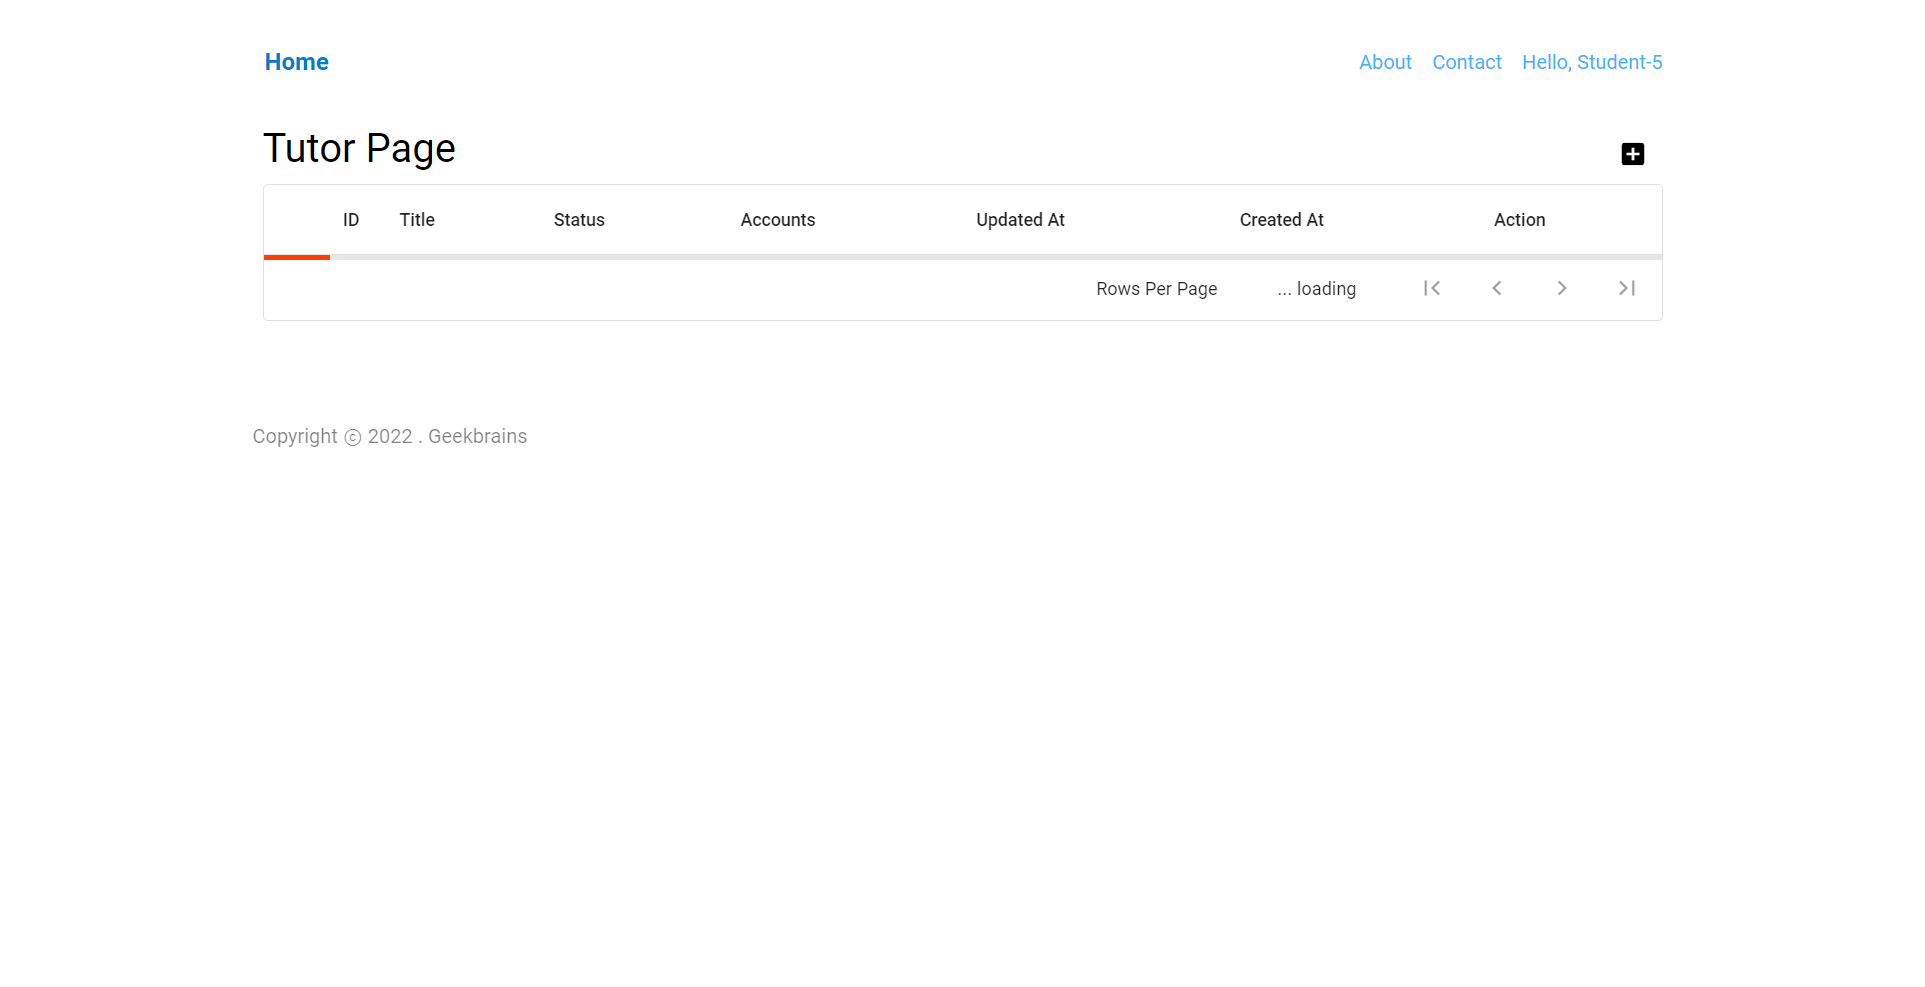 Home About Contact Hello, Student-5
Tutor Page
ID Title Status Accounts Updated At Created At Action
Rows Per Page ... loading
Copyright ⓒ 2022 . Geekbrains